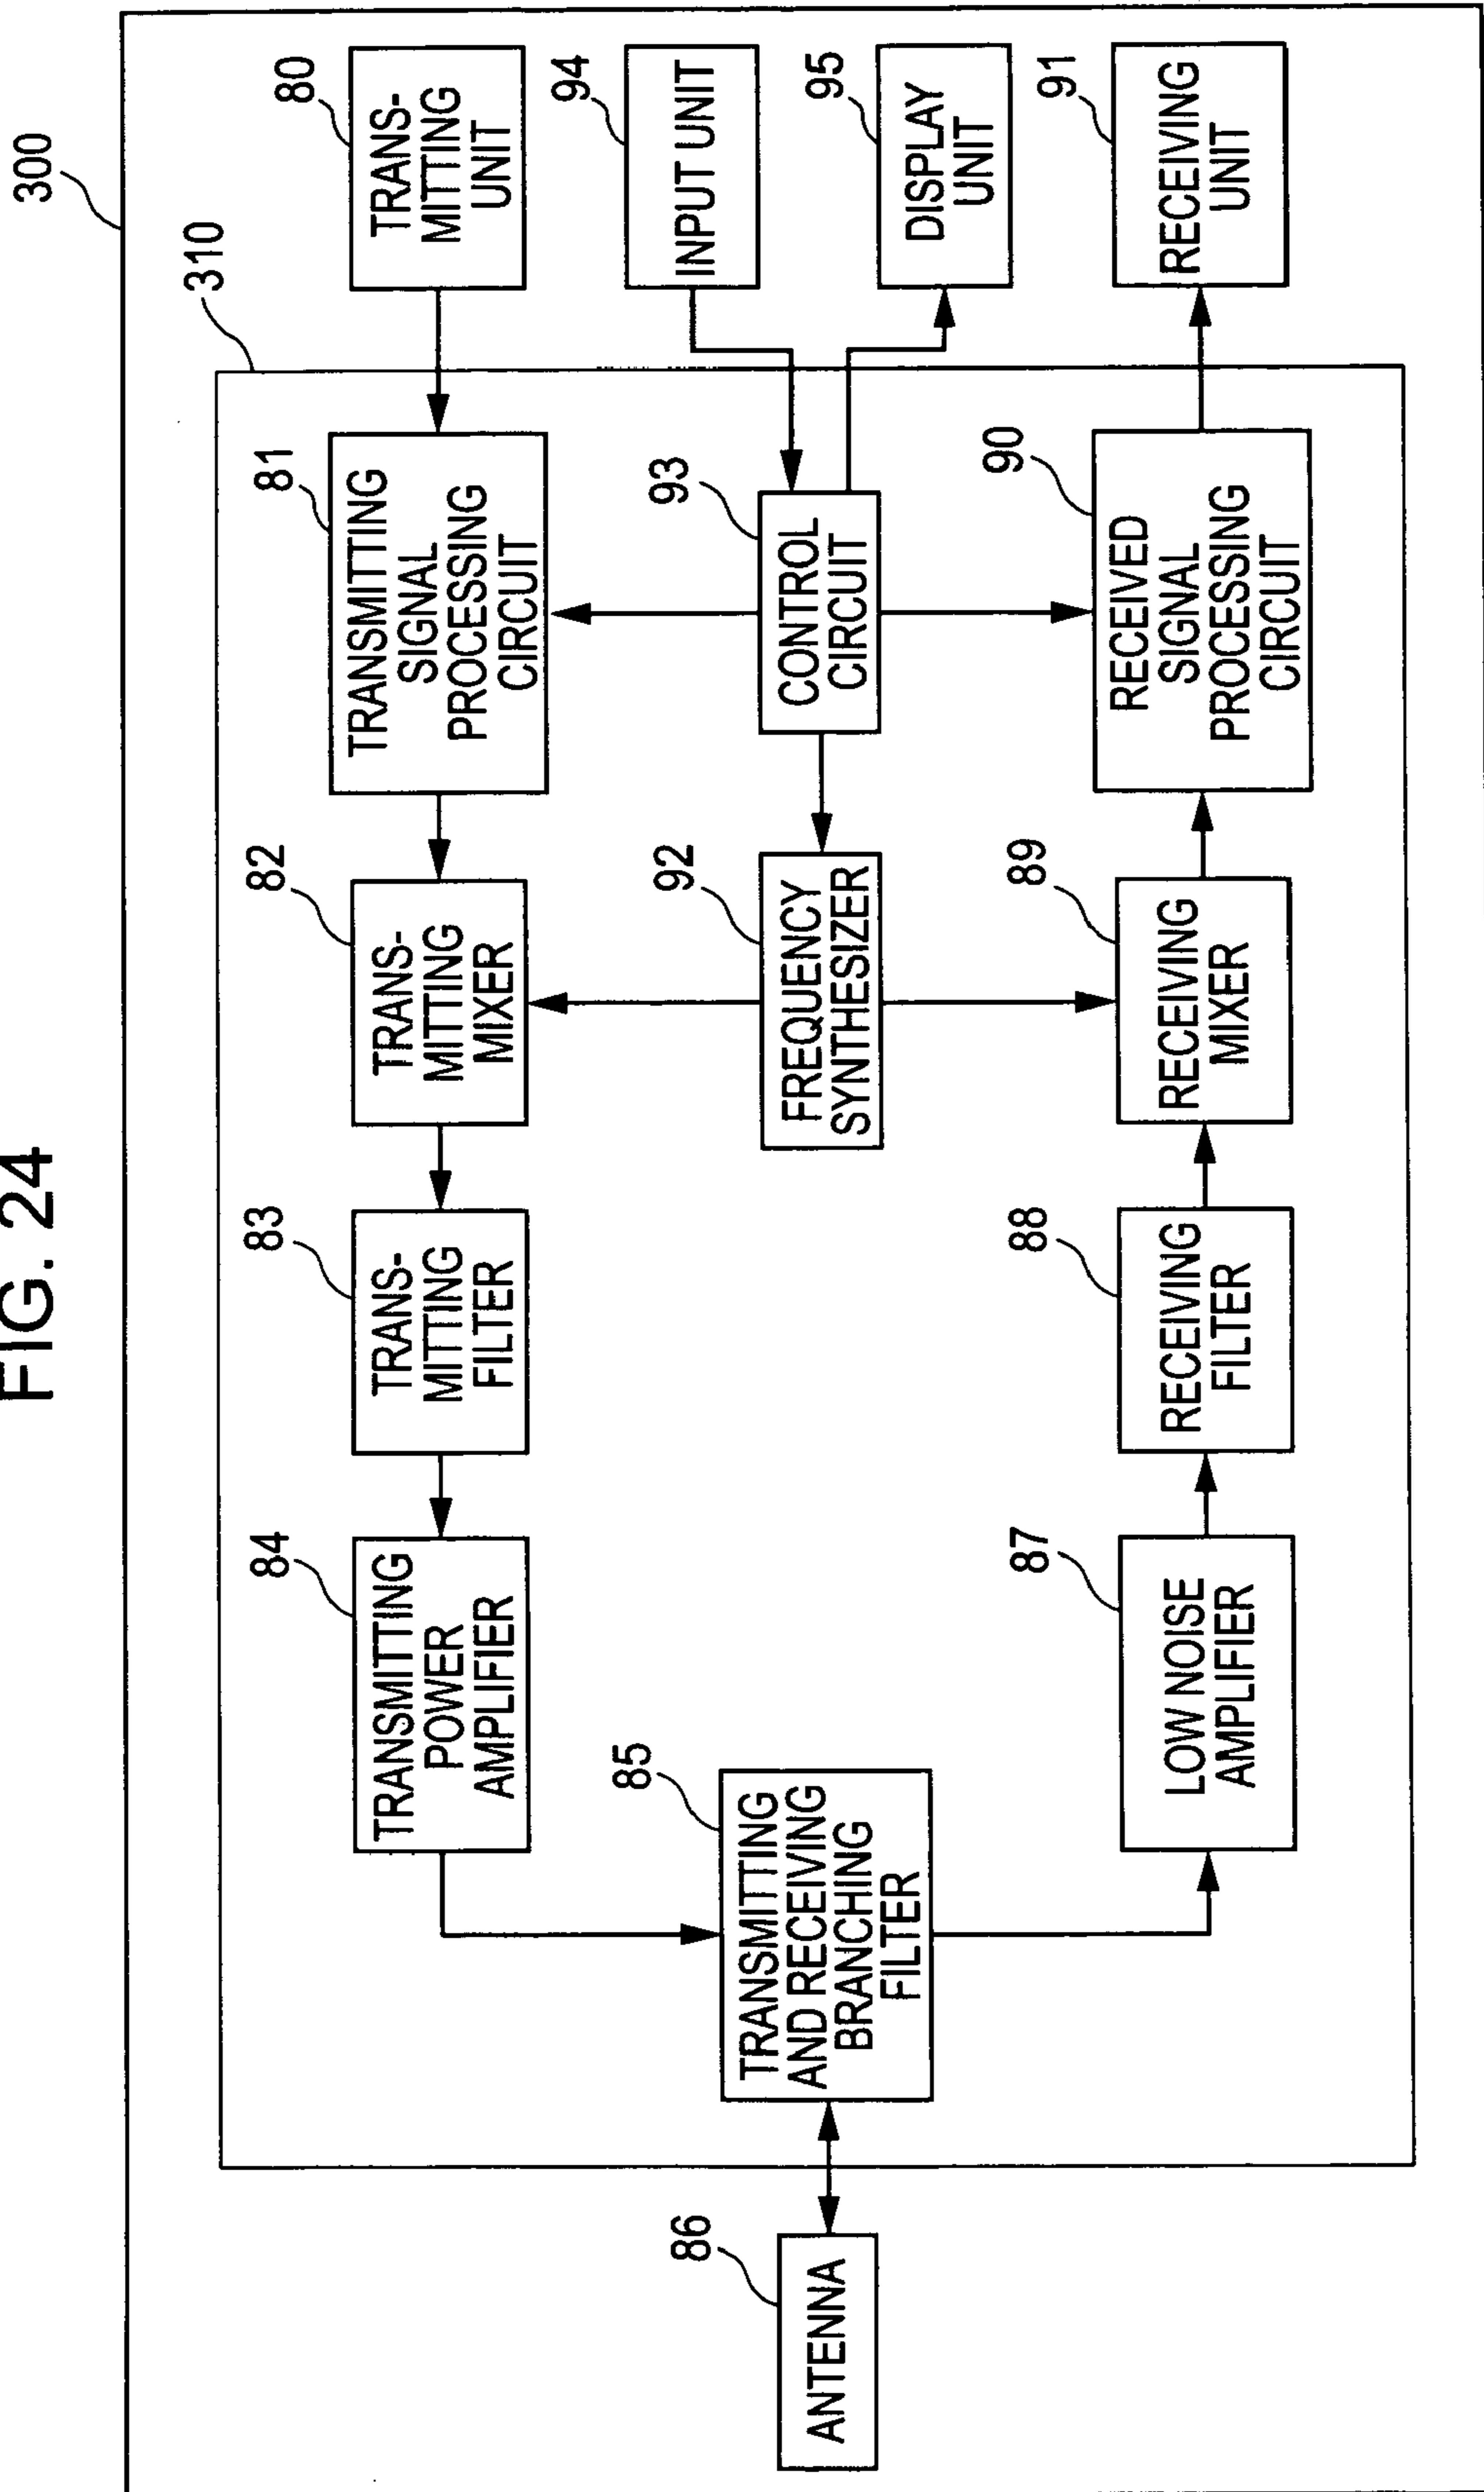 FIG. 24
300
310
80
TRANS-
MITTING
UNIT
81
TRANSMITTING
SIGNAL
PROCESSING
CIRCUIT
82
TRANS-
MITTING
MIXER
83
TRANS-
MITTING
FILTER
84
TRANSMITTING
POWER
AMPLIFIER
85
TRANSMITTING
AND RECEIVING
BRANCHING
FILTER
86
ANTENNA
94
INPUT UNIT
95
DISPLAY
UNIT
93
CONTROL
CIRCUIT
92
FREQUENCY
SYNTHESIZER
87
LOW NOISE
AMPLIFIER
88
RECEIVING
FILTER
89
RECEIVING
MIXER
90
RECEIVED
SIGNAL
PROCESSING
CIRCUIT
91
RECEIVING
UNIT